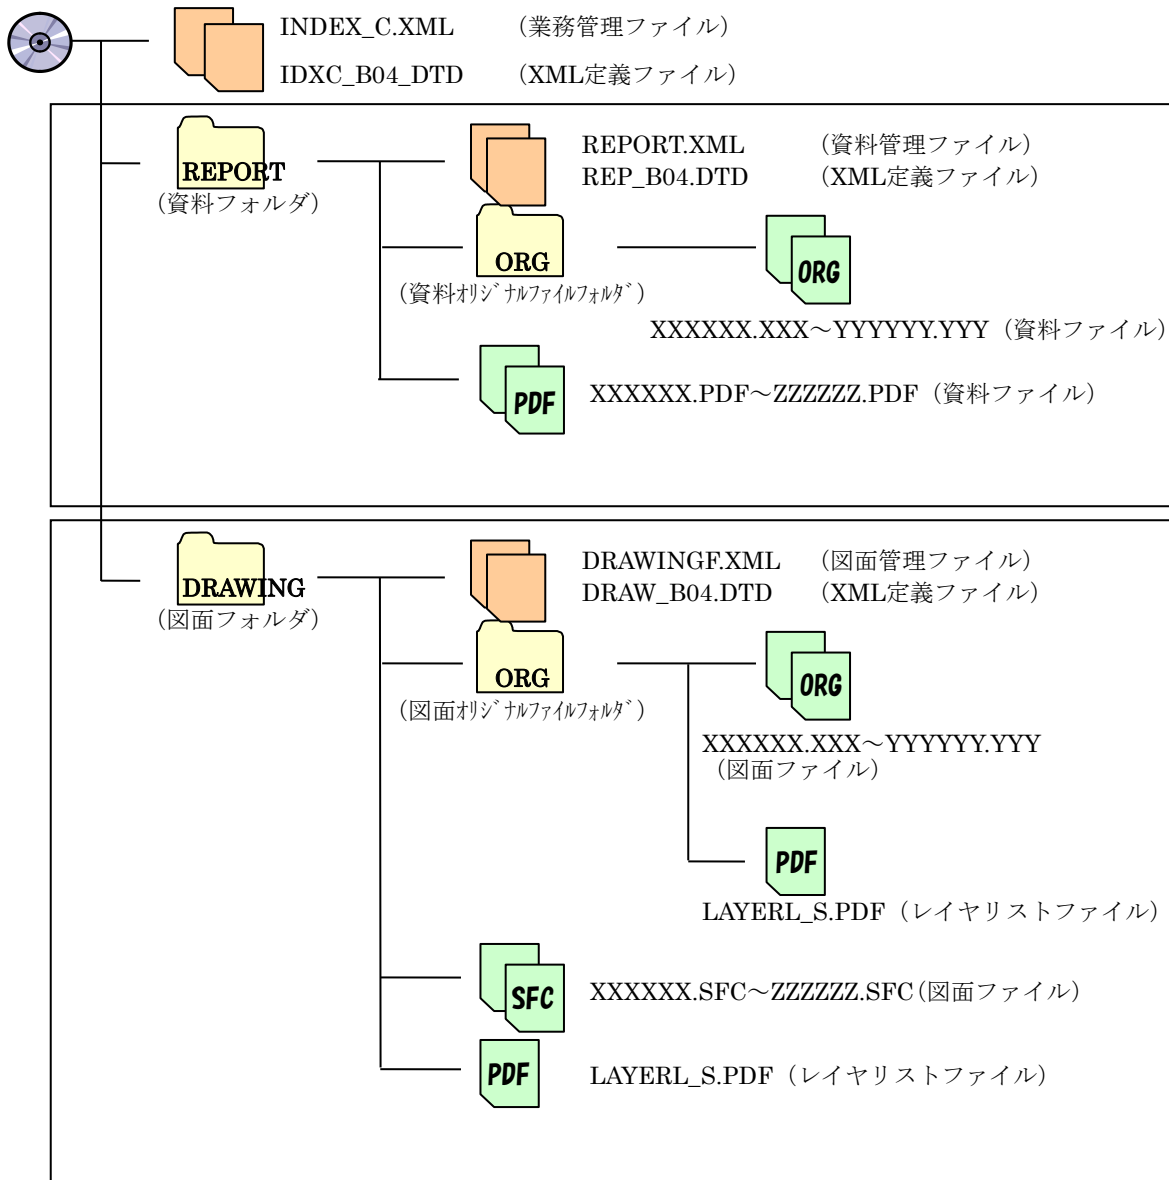 INDEX_C.XML （業務管理ファイル）
IDXC_B04_DTD （XML定義ファイル）
REPORT
（資料フォルダ）
REPORT.XML （資料管理ファイル）
REP_B04.DTD （XML定義ファイル）
ORG
（資料ｵﾘｼﾞﾅﾙﾌｧｲﾙﾌｫﾙﾀﾞ）
ORG
XXXXXX.XXX～YYYYYY.YYY（資料ファイル）
PDF
XXXXXX.PDF～ZZZZZZ.PDF（資料ファイル）
DRAWING
（図面フォルダ）
DRAWINGF.XML （図面管理ファイル）
DRAW_B04.DTD （XML定義ファイル）
ORG
（図面ｵﾘｼﾞﾅﾙﾌｧｲﾙﾌｫﾙﾀﾞ）
ORG
XXXXXX.XXX～YYYYYY.YYY
（図面ファイル）
PDF
LAYERL_S.PDF（レイヤリストファイル）
SFC
XXXXXX.SFC～ZZZZZZ.SFC(図面ファイル）
PDF
LAYERL_S.PDF（レイヤリストファイル）